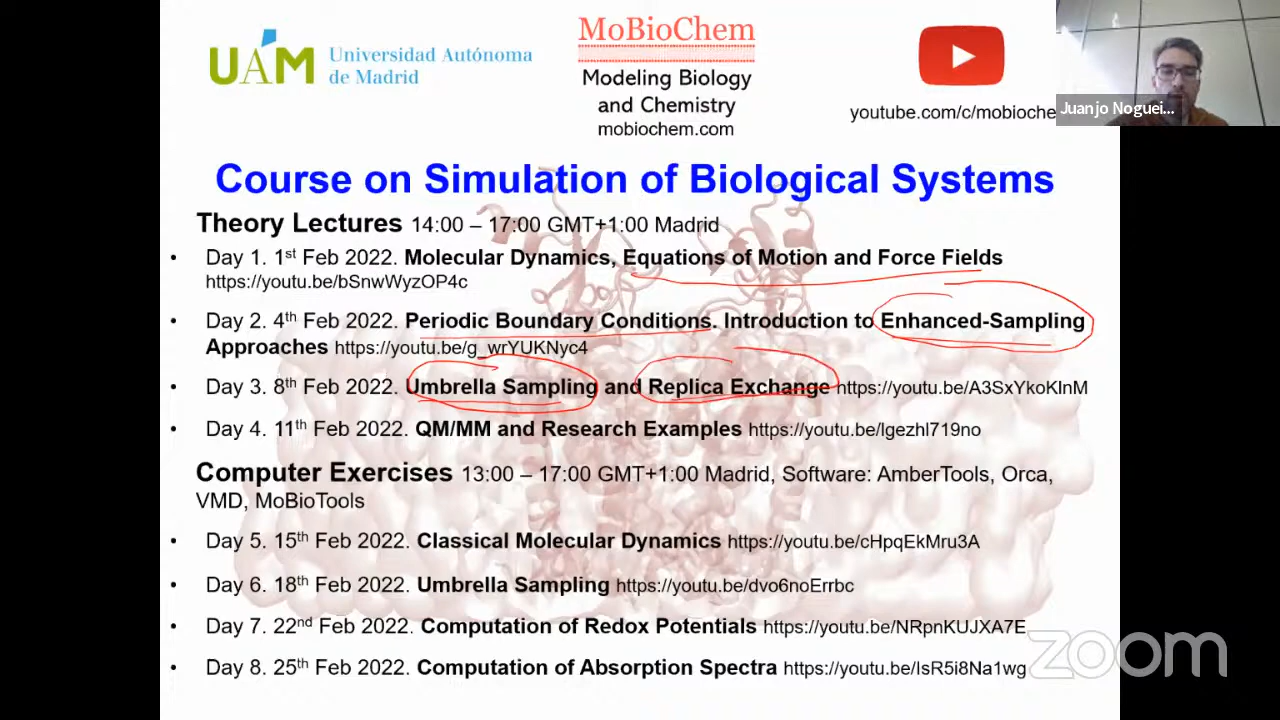 UAM Universidad Autónoma
de Madrid
MoBioChem
Modeling Biology
and Chemistry
mobiochem.com
youtube.com/c/mobioche
Juanjo Noguei...
Course on Simulation of Biological Systems
Theory Lectures 14:00 – 17:00 GMT+1:00 Madrid
• Day 1. 1st Feb 2022. Molecular Dynamics, Equations of Motion and Force Fields
https://youtu.be/bSnwWyzOP4c
• Day 2. 4th Feb 2022. Periodic Boundary Conditions. Introduction to Enhanced-Sampling
Approaches https://youtu.be/g_wrYUKNyc4
• Day 3. 8th Feb 2022. Umbrella Sampling and Replica Exchange https://youtu.be/A3SxYkoKlnM
• Day 4. 11th Feb 2022. QM/MM and Research Examples https://youtu.be/lgezhl719no
Computer Exercises 13:00 – 17:00 GMT+1:00 Madrid, Software: AmberTools, Orca,
VMD, MoBioTools
• Day 5. 15th Feb 2022. Classical Molecular Dynamics https://youtu.be/cHpqEkMru3A
• Day 6. 18th Feb 2022. Umbrella Sampling https://youtu.be/dvo6noErrbc
• Day 7. 22nd Feb 2022. Computation of Redox Potentials https://youtu.be/NRpnKUJXA7E
• Day 8. 25th Feb 2022. Computation of Absorption Spectra https://youtu.be/IsR5i8Na1wg
zoom